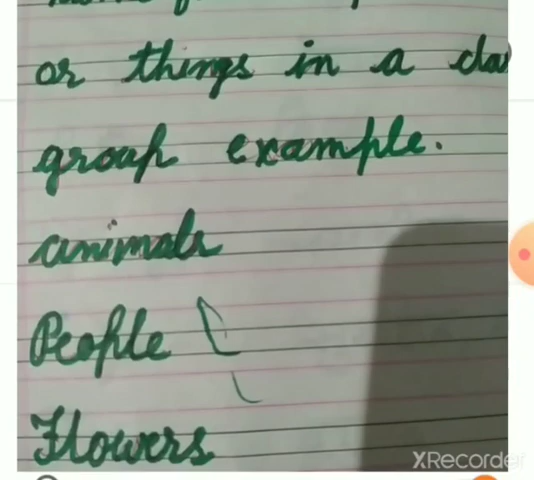 or things in a
group example.
animals
People
Flowers
XRecorder